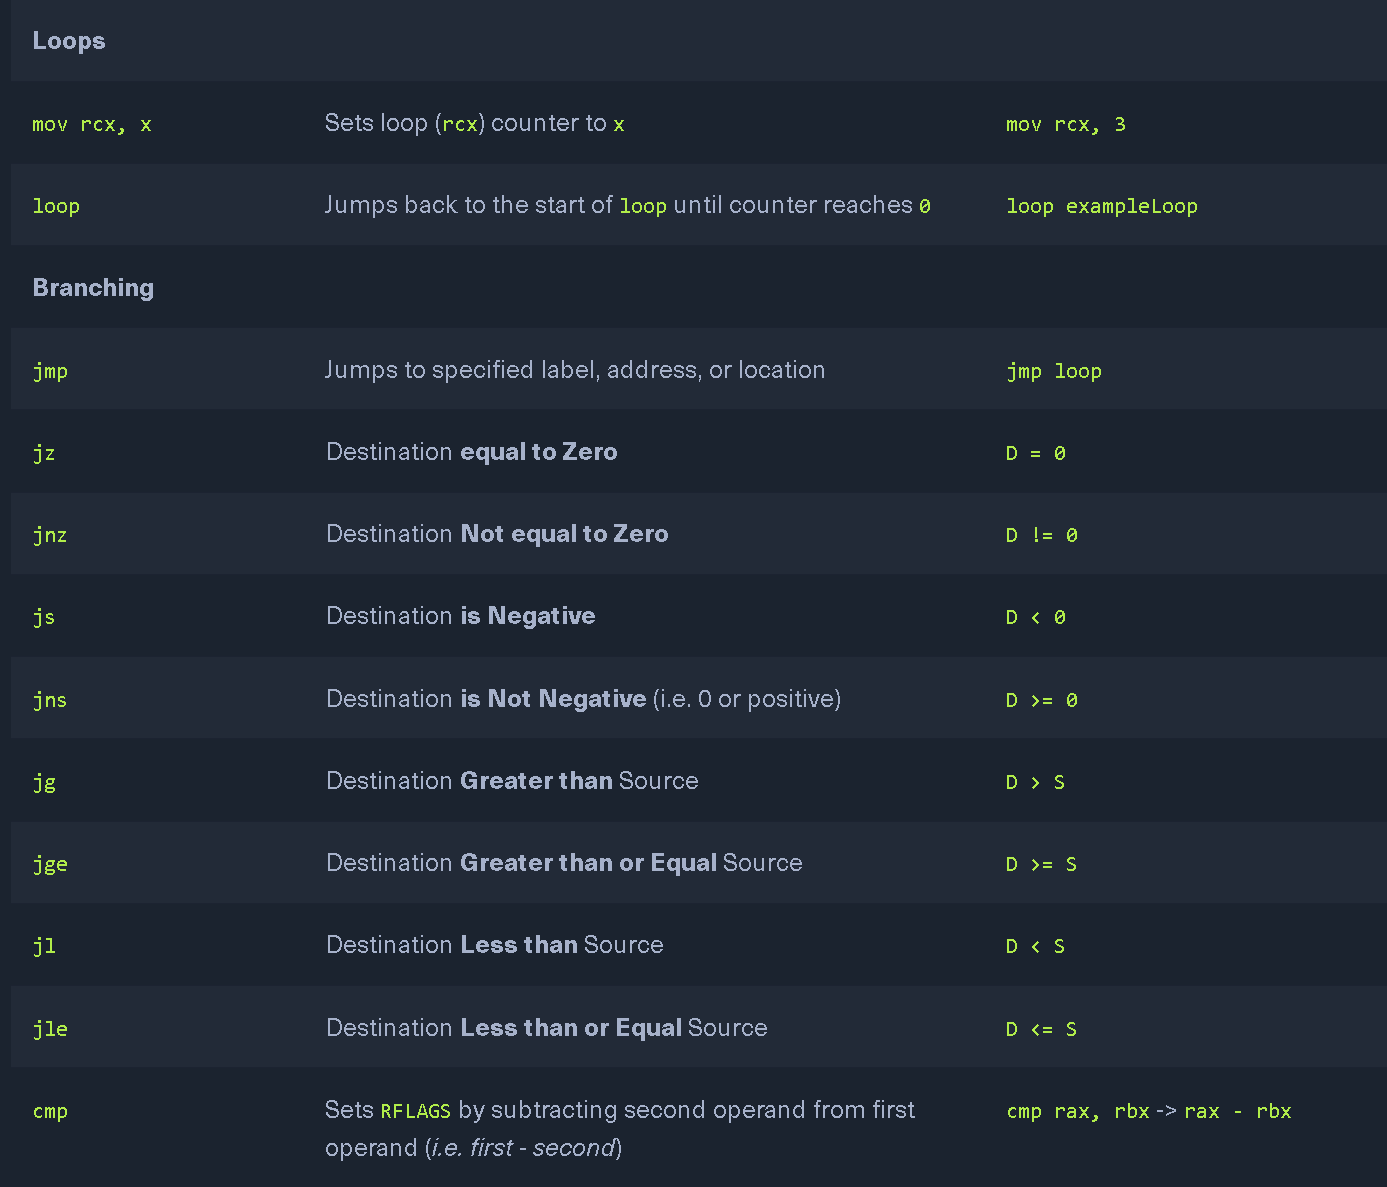 Loops
mov rcx, x Sets loop (rcx) counter to x mov rcx, 3
loop Jumps back to the start of loop until counter reaches 0 loop exampleLoop
Branching
jmp Jumps to specified label, address, or location jmp loop
jz Destination equal to Zero D = 0
jnz Destination Not equal to Zero D != 0
js Destination is Negative D < 0
jns Destination is Not Negative (i.e. 0 or positive) D >= 0
jg Destination Greater than Source D > S
jge Destination Greater than or Equal Source D >= S
jl Destination Less than Source D < S
jle Destination Less than or Equal Source D <= S
cmp Sets RFLAGS by subtracting second operand from first cmp rax, rbx -> rax - rbx
operand (i.e. first - second)